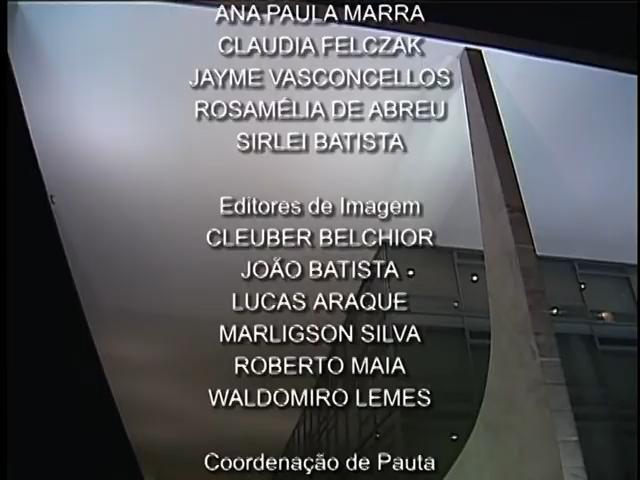 ANA PAULA MARRA
CLAUDIA FELCZAK
JAYME VASCONCELLOS
ROSAMÉLIA DE ABREU
SIRLEI BATISTA
Editores de Imagem
CLEUBER BELCHIOR
JOÃO BATISTA
LUCAS ARAQUE
MARLIGSON SILVA
ROBERTO MAIA
WALDOMIRO LEMES
Coordenação de Pauta